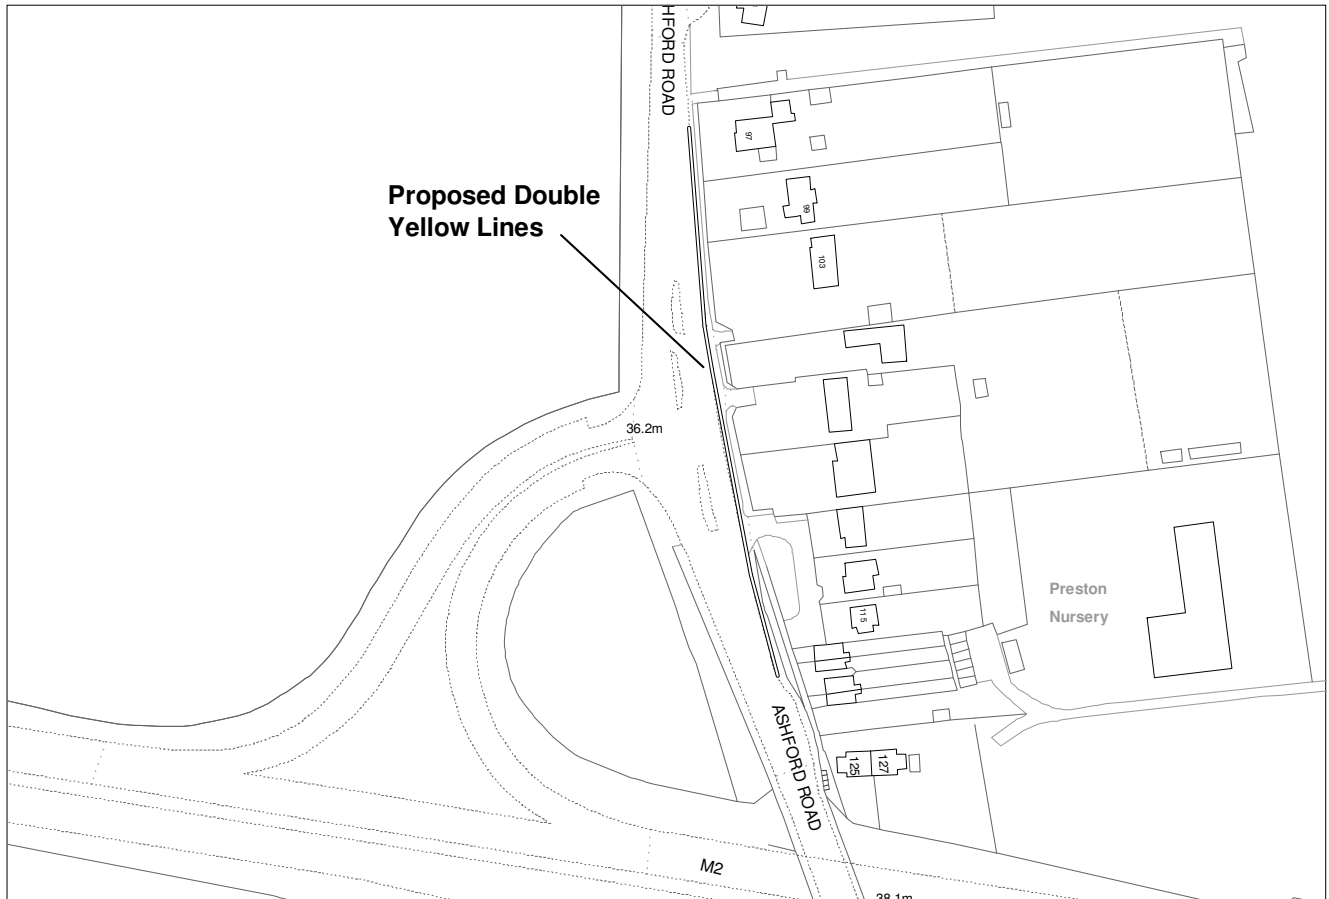 HFORD ROAD
97
Proposed Double
Yellow Lines
99
103
36.2m
Preston
Nursery
115
ASHFORD ROAD
125
127
M2
38.1m